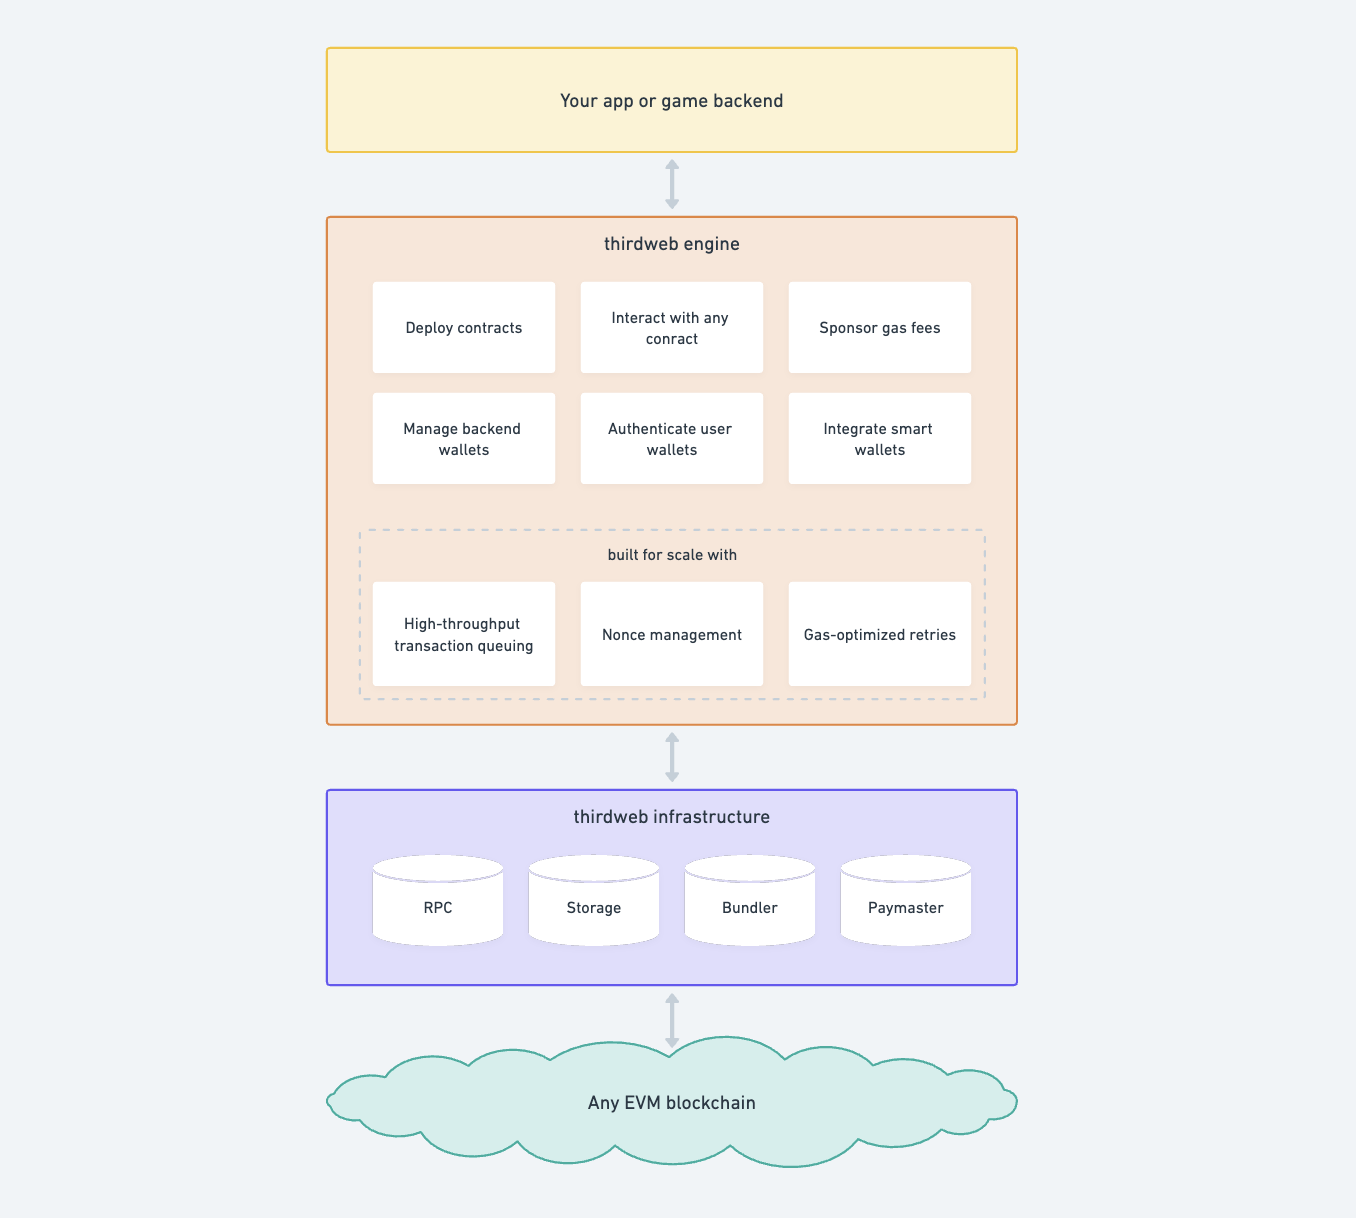 Your app or game backend
thirdweb engine
Deploy contracts
Interact with any
conract
Sponsor gas fees
Manage backend
wallets
Authenticate user
wallets
Integrate smart
wallets
built for scale with
High-throughput
transaction queuing
Nonce management
Gas-optimized retries
thirdweb infrastructure
RPC
Storage
Bundler
Paymaster
Any EVM blockchain